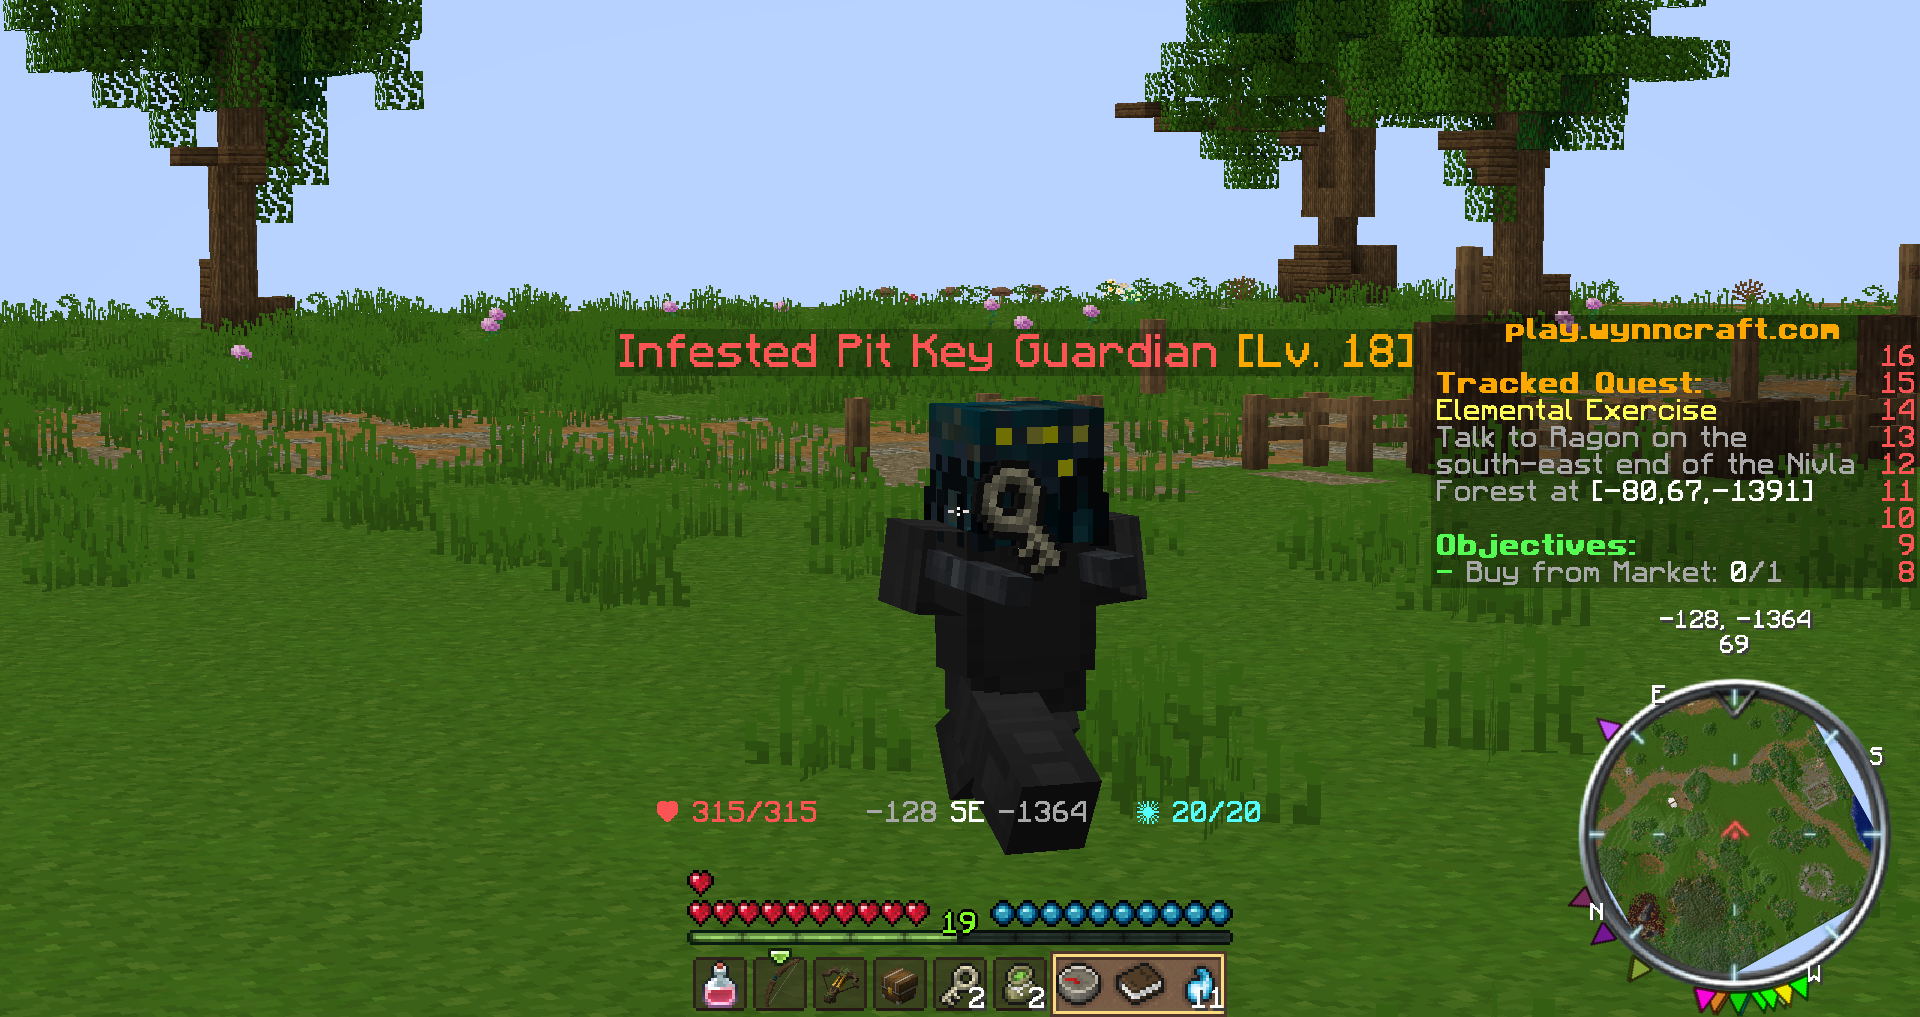 Infested Pit Key Guardian [Lv. 18]
play.wynncraft.com
16
Tracked Quest: 15
Elemental Exercise 14
Talk to Ragon on the 13
south-east end of the Nivla 12
Forest at [-80,67,-1391] 11
10
Objectives: 9
- Buy from Market: 0/1 8
-128, -1364
69
E
S
N
W
315/315 -128 SE -1364 20/20
19
2
2
11